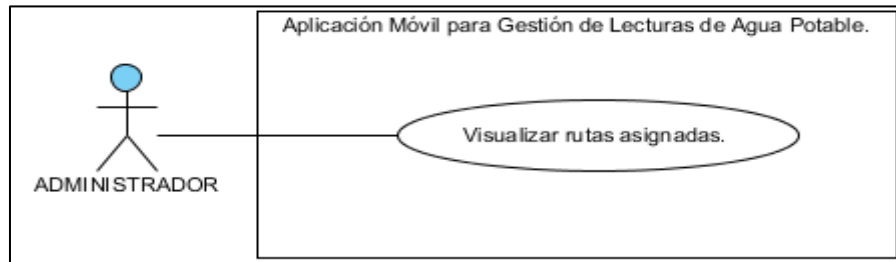 Aplicación Móvil para Gestión de Lecturas de Agua Potable.
Visualizar rutas asignadas.
ADMINISTRADOR